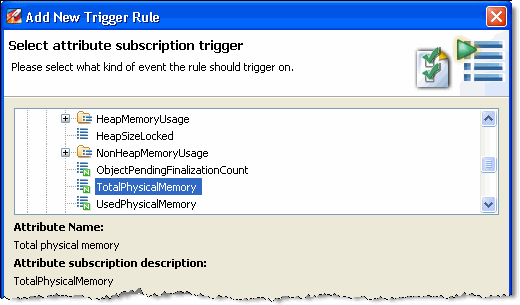 Add New Trigger Rule
Select attribute subscription trigger
Please select what kind of event the rule should trigger on.
HeapMemoryUsage
HeapSizeLocked
NonHeapMemoryUsage
ObjectPendingFinalizationCount
TotalPhysicalMemory
UsedPhysicalMemory
Attribute Name:
Total physical memory
Attribute subscription description:
TotalPhysicalMemory